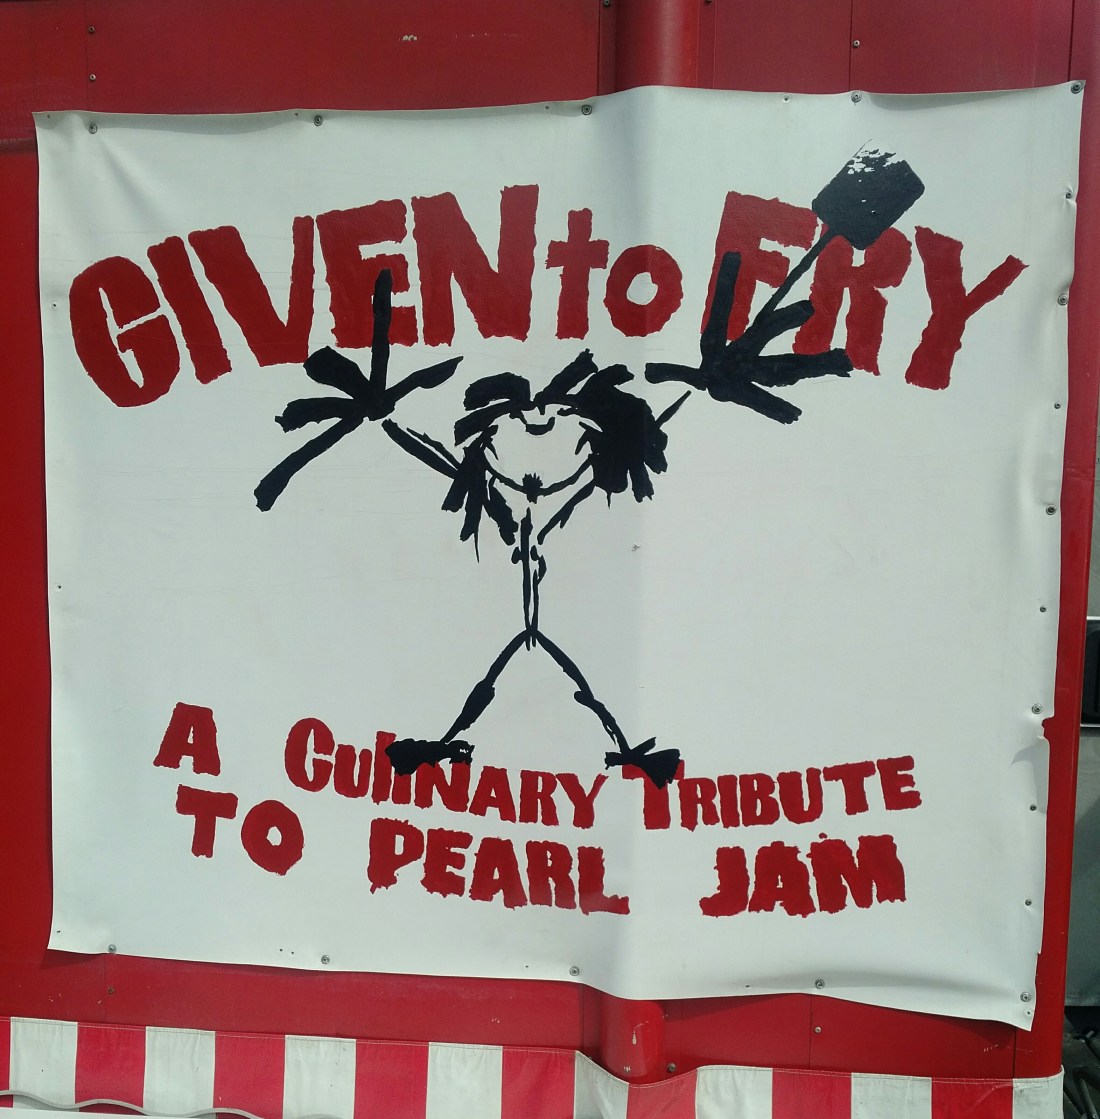 GIVEN to FRY
A CuliNARY TRIBUTE
TO PEARL JAM